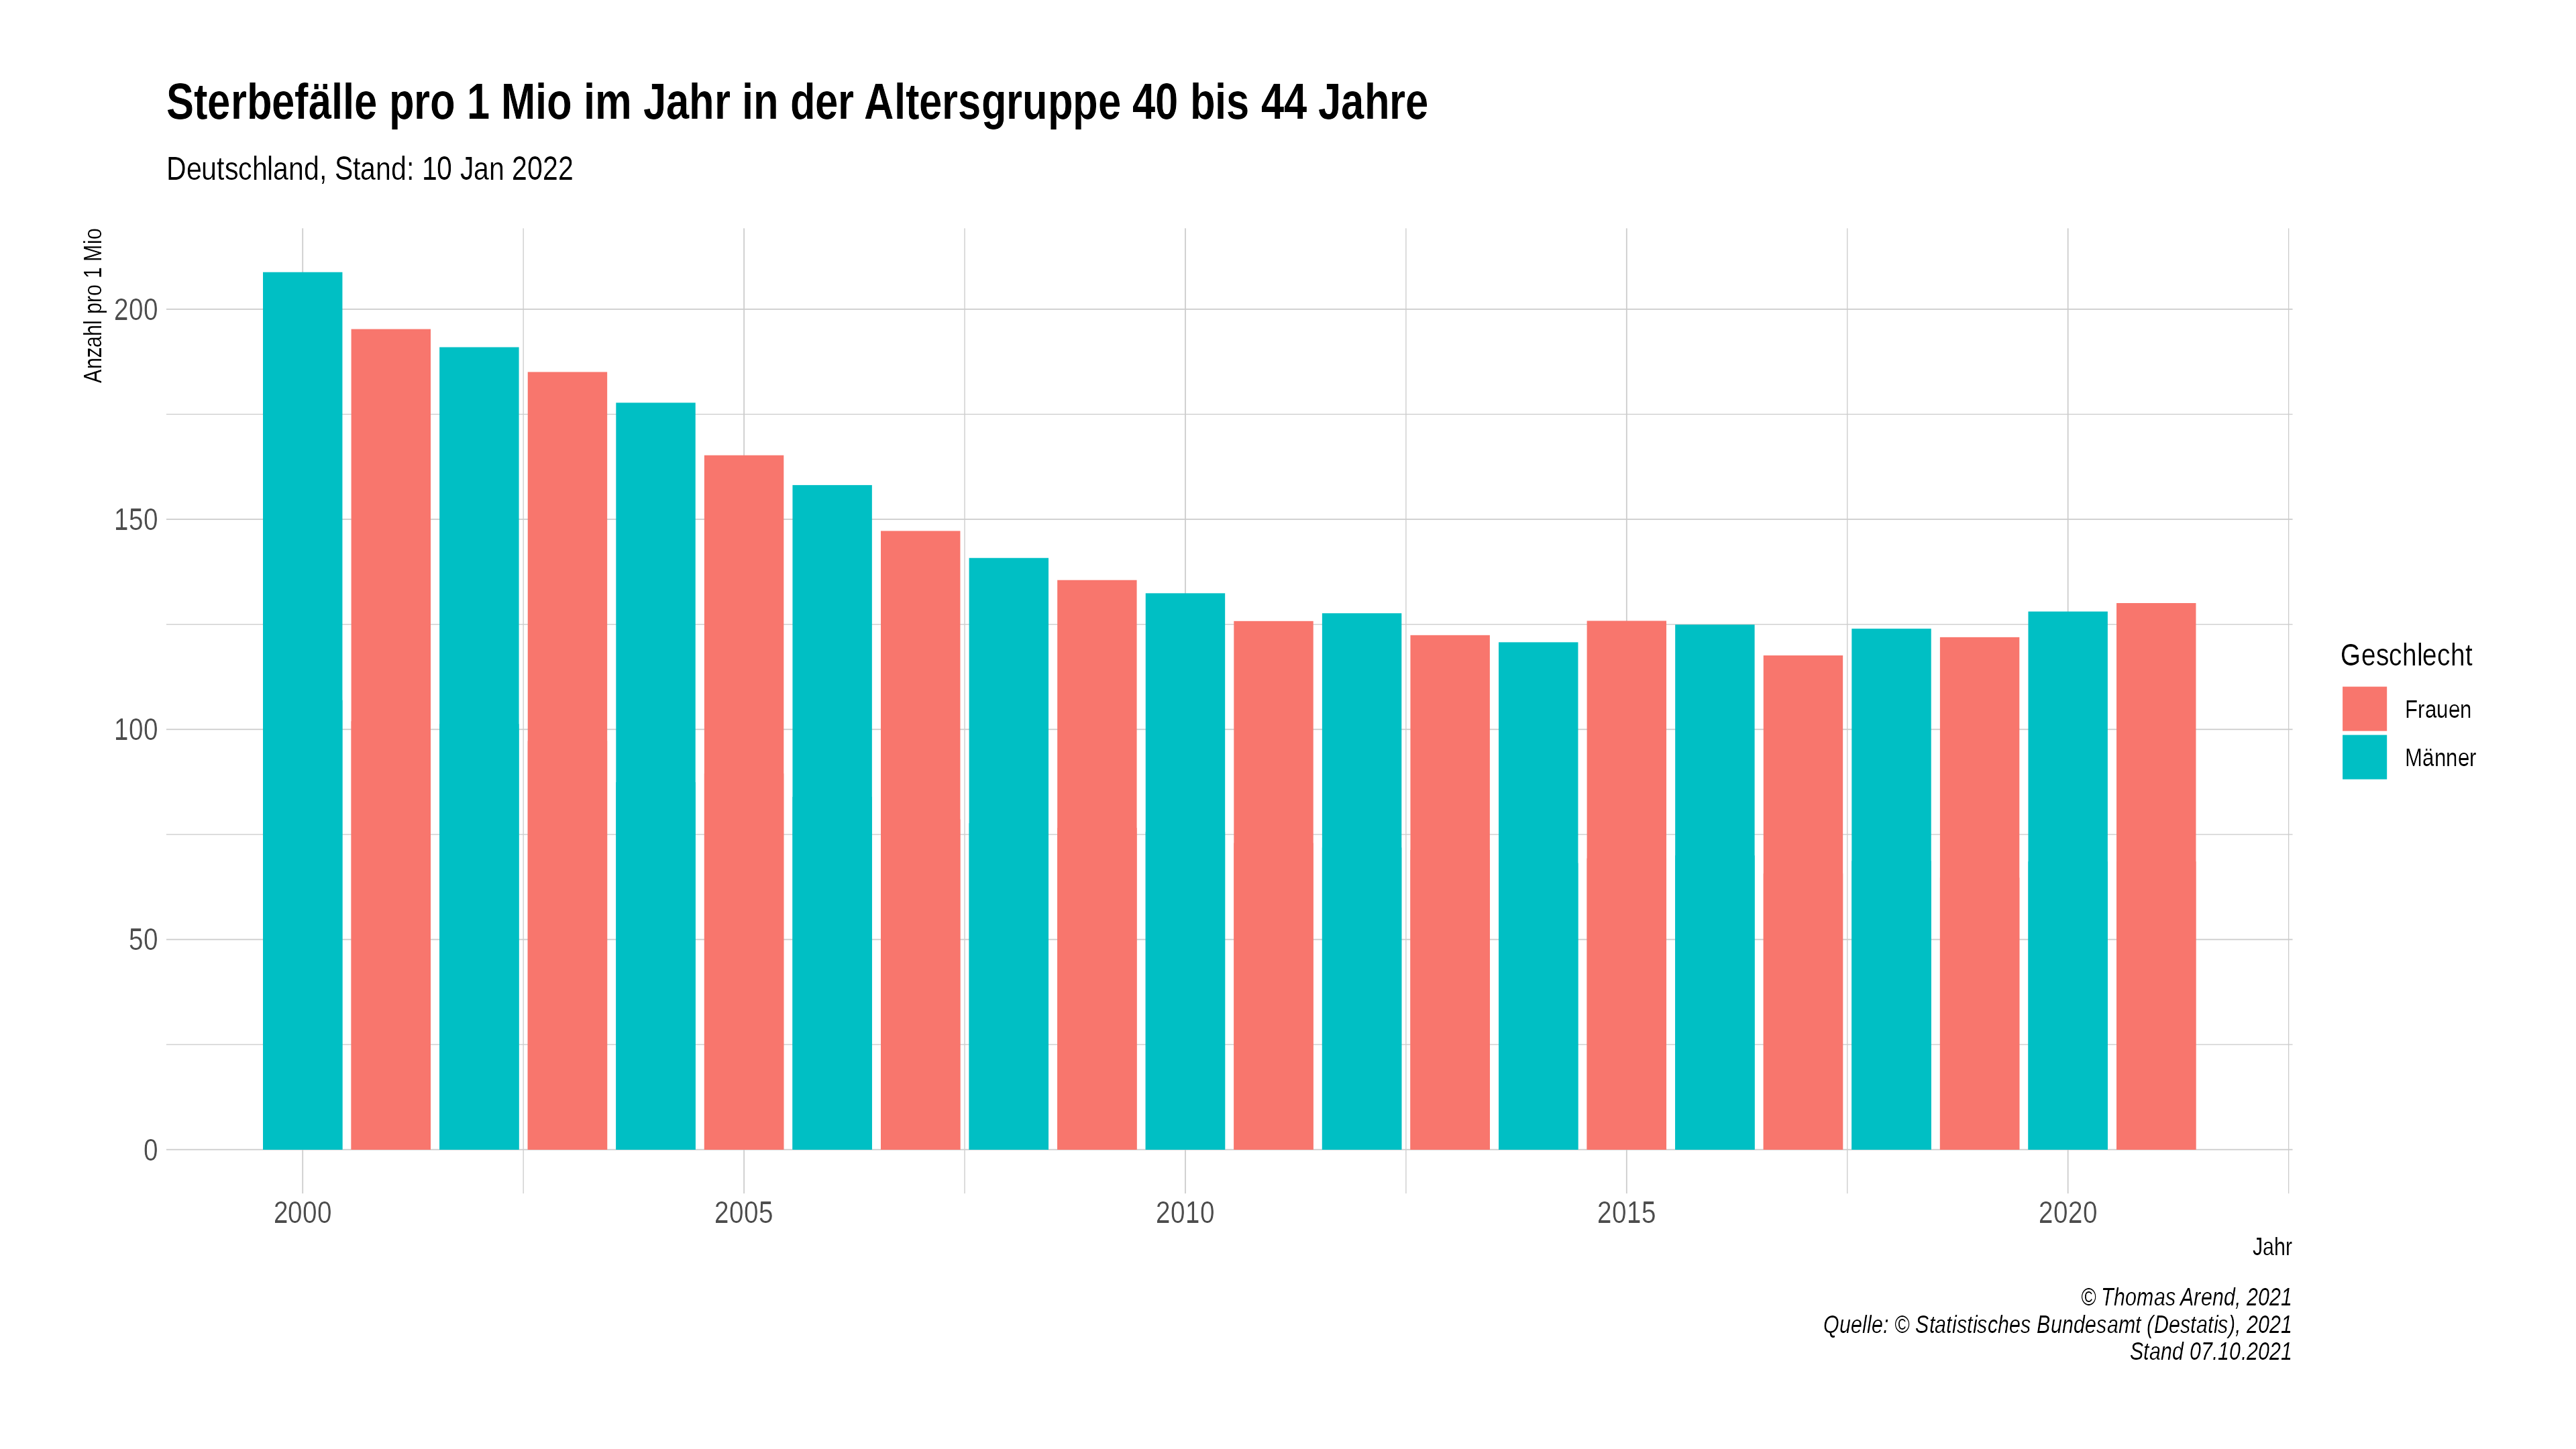 Sterbefälle pro 1 Mio im Jahr in der Altersgruppe 40 bis 44 Jahre
Deutschland, Stand: 10 Jan 2022
Anzahl pro 1 Mio
200
150
100
50
0
2000
2005
2010
2015
2020
Jahr
Geschlecht
Frauen
Männer
© Thomas Arend, 2021
Quelle: © Statistisches Bundesamt (Destatis), 2021
Stand 07.10.2021